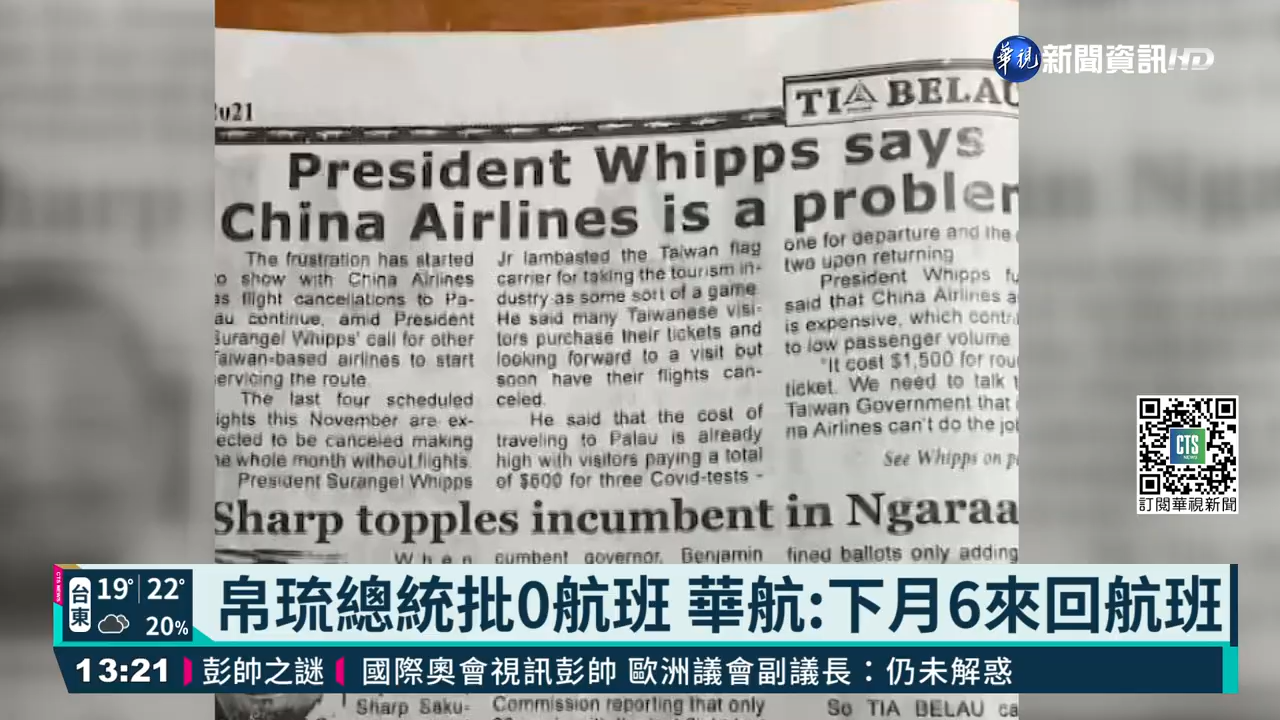 華視 新聞資訊HD
TIA BELAU
President Whipps says
China Airlines is a problem
The frustration has started
to show with China Airlines
as flight cancellations to Pa-
lau continue, amid President
Surangel Whipps' call for other
Taiwan-based airlines to start
servicing the route.
The last four scheduled
flights this November are ex-
pected to be canceled making
the whole month without flights.
President Surangel Whipps
Jr lambasted the Taiwan flag
carrier for taking the tourism in-
dustry as some sort of a game.
He said many Taiwanese visi-
tors purchase their tickets and
looking forward to a visit but
soon have their flights can-
celed.
He said that the cost of
traveling to Palau is already
high with visitors paying a total
of $600 for three Covid-tests -
one for departure and the
two upon returning
President Whipps
said that China Airlines
is expensive, which
to low passenger volume
"It cost $1,500 for
ticket. We need to talk
Taiwan Government that
na Airlines can't do the
See Whipps on
Sharp topples incumbent in Ngaraa
When
cumbent governor, Benjamin
fined ballots only adding
CTS
NEWS
訂閱華視新聞
CTS NEWS
台東
19° 22°
20%
帛琉總統批0航班 華航:下月6來回航班
13:21 彭帥之謎 國際奧會視訊彭帥 歐洲議會副議長：仍未解惑
Sharp Saku-
Commission reporting that only
So TIA BELAU